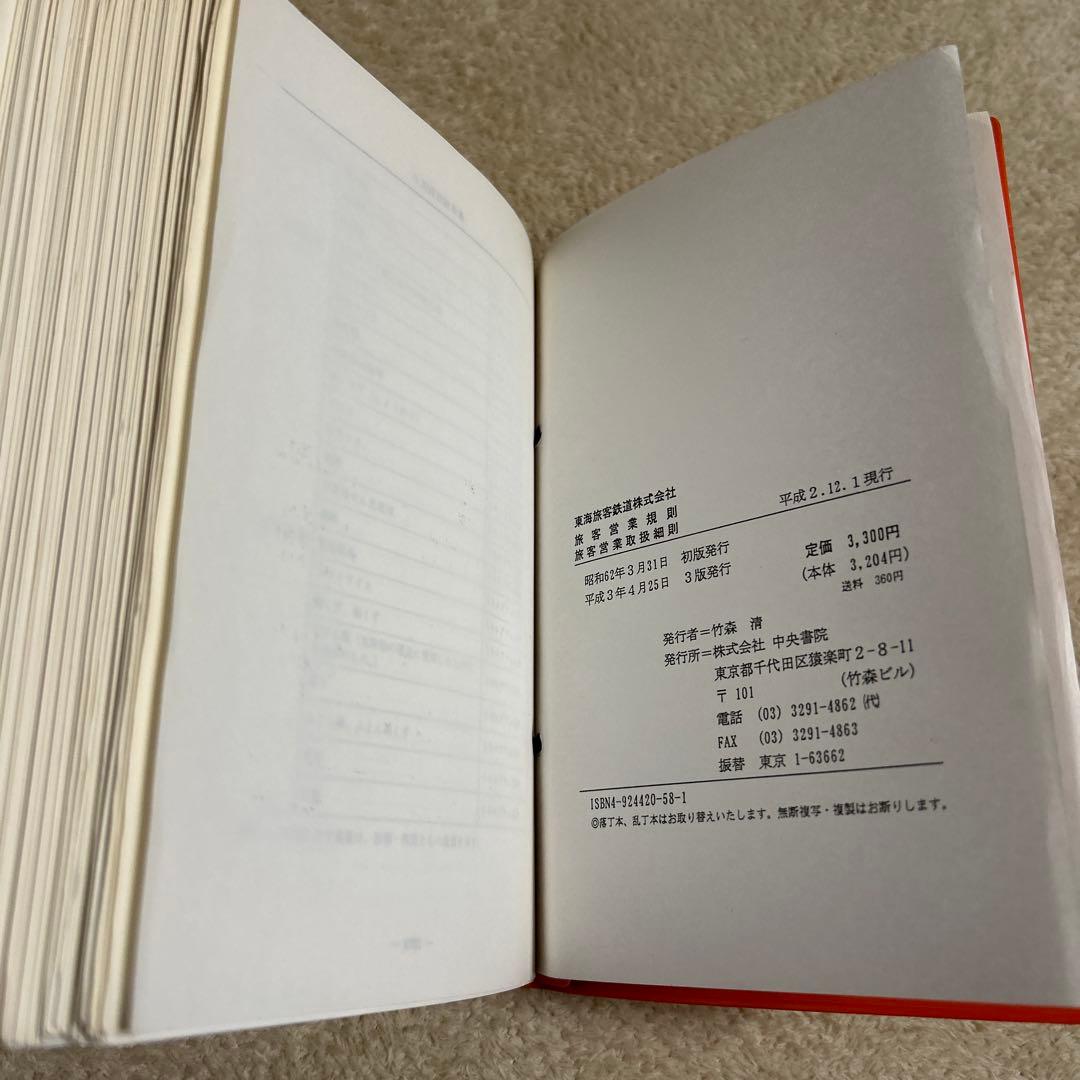 東海旅客鉄道株式会社
旅客営業規則
旅客営業取扱細則
平成2.12.1現行
昭和62年3月31日 初版発行
平成3年4月25日 3版発行
定価 3,300円
(本体 3,204円)
送料 360円
発行者=竹森 清
発行所=株式会社 中央書院
東京都千代田区猿楽町2-8-11
(竹森ビル)
〒101
電話 (03) 3291-4862 ㈹
FAX (03) 3291-4863
振替 東京 1-63662
ISBN4-924420-58-1
◎落丁本、乱丁本はお取り替えいたします。無断複写・複製はお断りします。